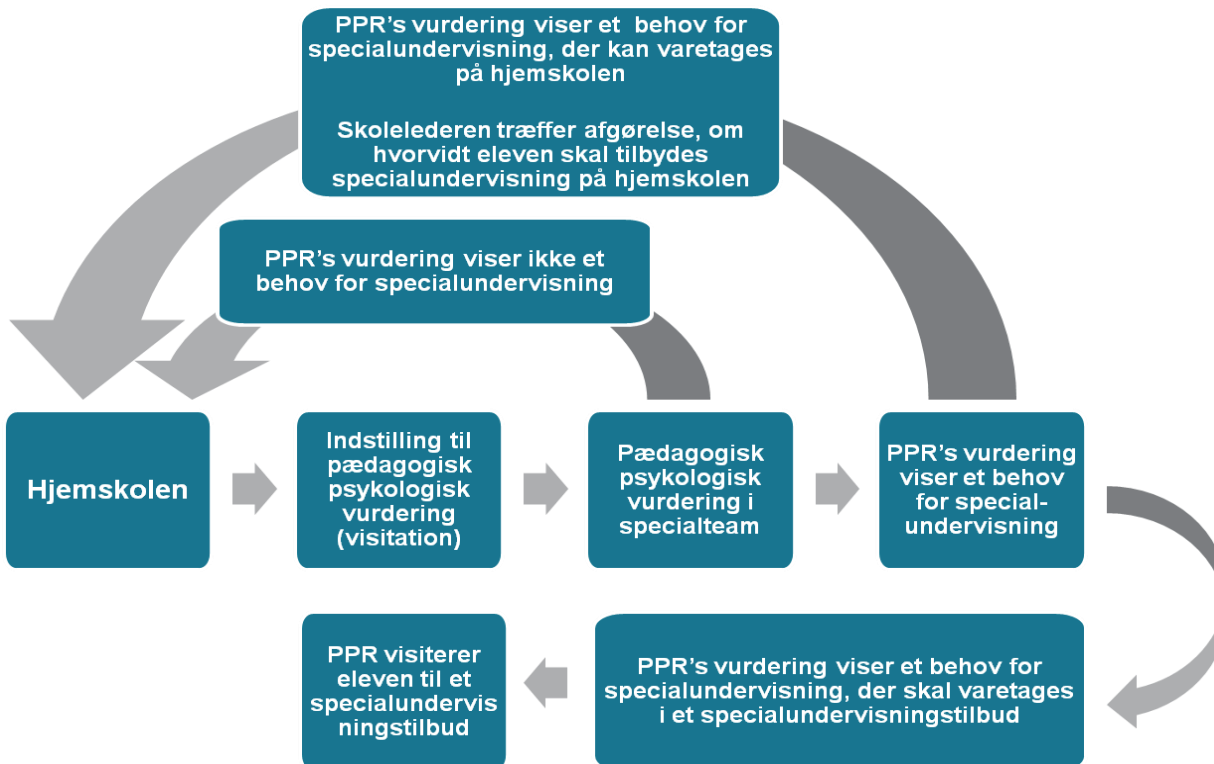 PPR's vurdering viser et behov for
specialundervisning, der kan varetages
på hjemskolen
Skolelederen træffer afgørelse, om
hvorvidt eleven skal tilbydes
specialundervisning på hjemskolen
PPR's vurdering viser ikke et
behov for specialundervisning
Hjemskolen
Indstilling til
pædagogisk
psykologisk
vurdering
(visitation)
Pædagogisk
psykologisk
vurdering i
specialteam
PPR's vurdering
viser et behov
for special-
undervisning
PPR visiterer
eleven til et
specialundervis
ningstilbud
PPR's vurdering viser et behov for
specialundervisning, der skal varetages
i et specialundervisningstilbud